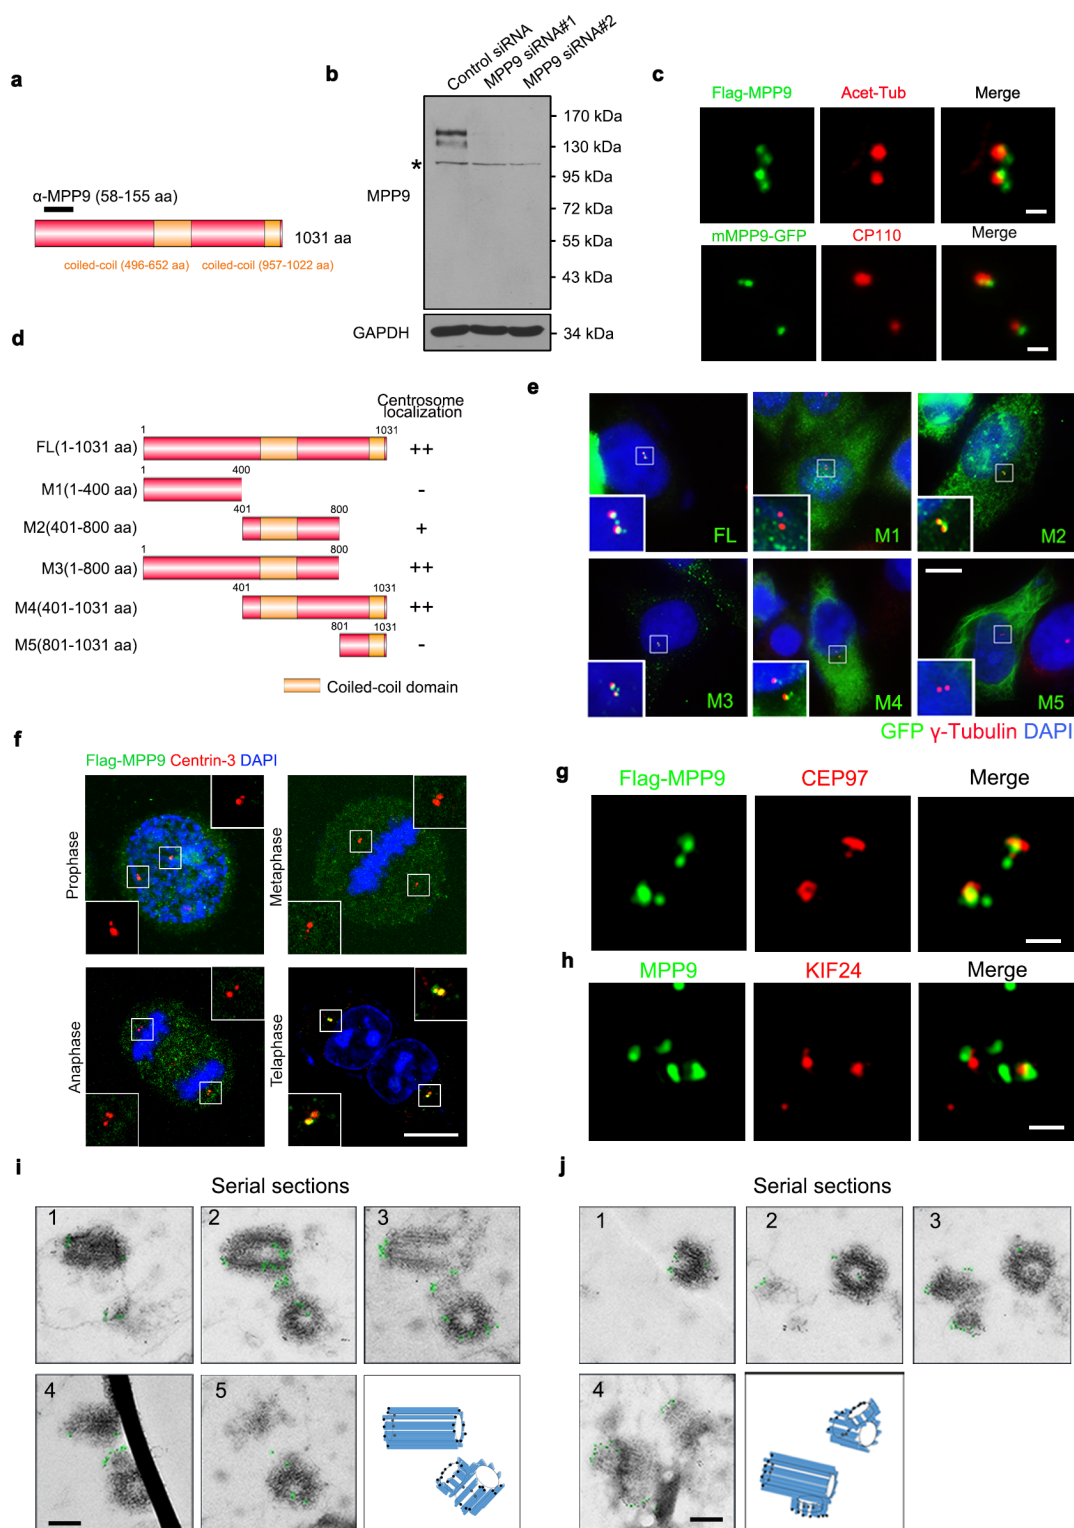 a
α-MPP9 (58-155 aa)
1031 aa
coiled-coil (496-652 aa)
coiled-coil (957-1022 aa)
b
Control siRNA
MPP9 siRNA#1
MPP9 siRNA#2
170 kDa
130 kDa
*
95 kDa
MPP9
72 kDa
55 kDa
43 kDa
GAPDH
34 kDa
c
Flag-MPP9
Acet-Tub
Merge
mMPP9-GFP
CP110
Merge
d
Centrosome
localization
1
1031
FL(1-1031 aa)
++
1
400
M1(1-400 aa)
-
401
800
M2(401-800 aa)
+
1
800
M3(1-800 aa)
++
401
1031
M4(401-1031 aa)
++
801
1031
M5(801-1031 aa)
-
Coiled-coil domain
e
FL
M1
M2
M3
M4
M5
GFP γ-Tubulin DAPI
f
Flag-MPP9 Centrin-3 DAPI
Prophase
Metaphase
Anaphase
Telaphase
g
Flag-MPP9
CEP97
Merge
h
MPP9
KIF24
Merge
i
Serial sections
1
2
3
4
5
j
Serial sections
1
2
3
4